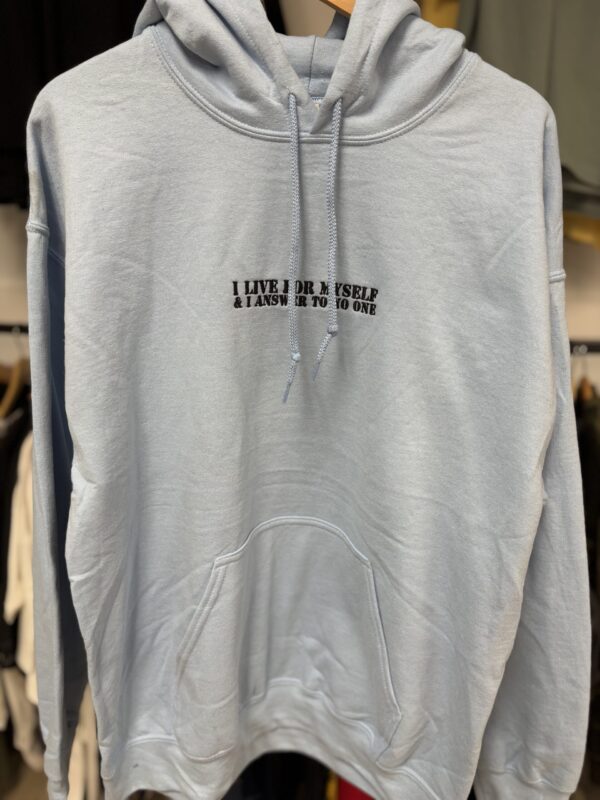 I LIVE FOR MYSELF
& I ANSWER TO NO ONE